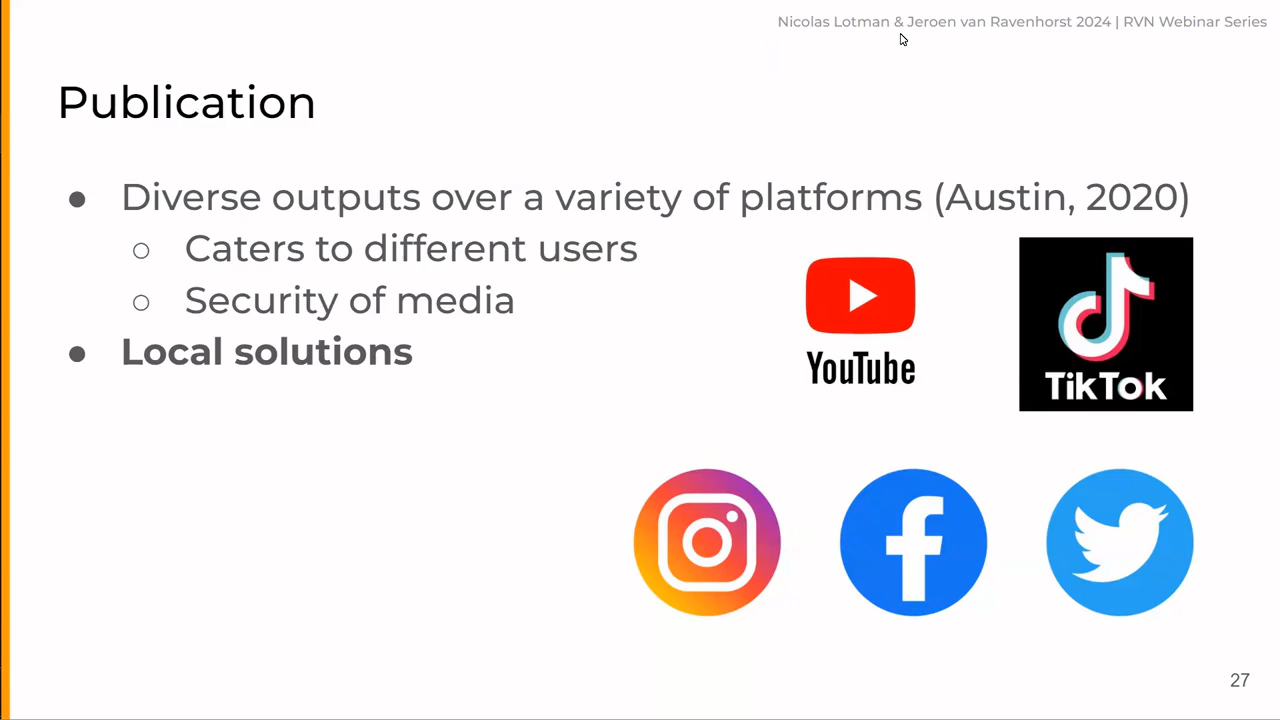 Nicolas Lotman & Jeroen van Ravenhorst 2024 | RVN Webinar Series
Publication
● Diverse outputs over a variety of platforms (Austin, 2020)
○ Caters to different users
○ Security of media
● Local solutions
YouTube
TikTok
27